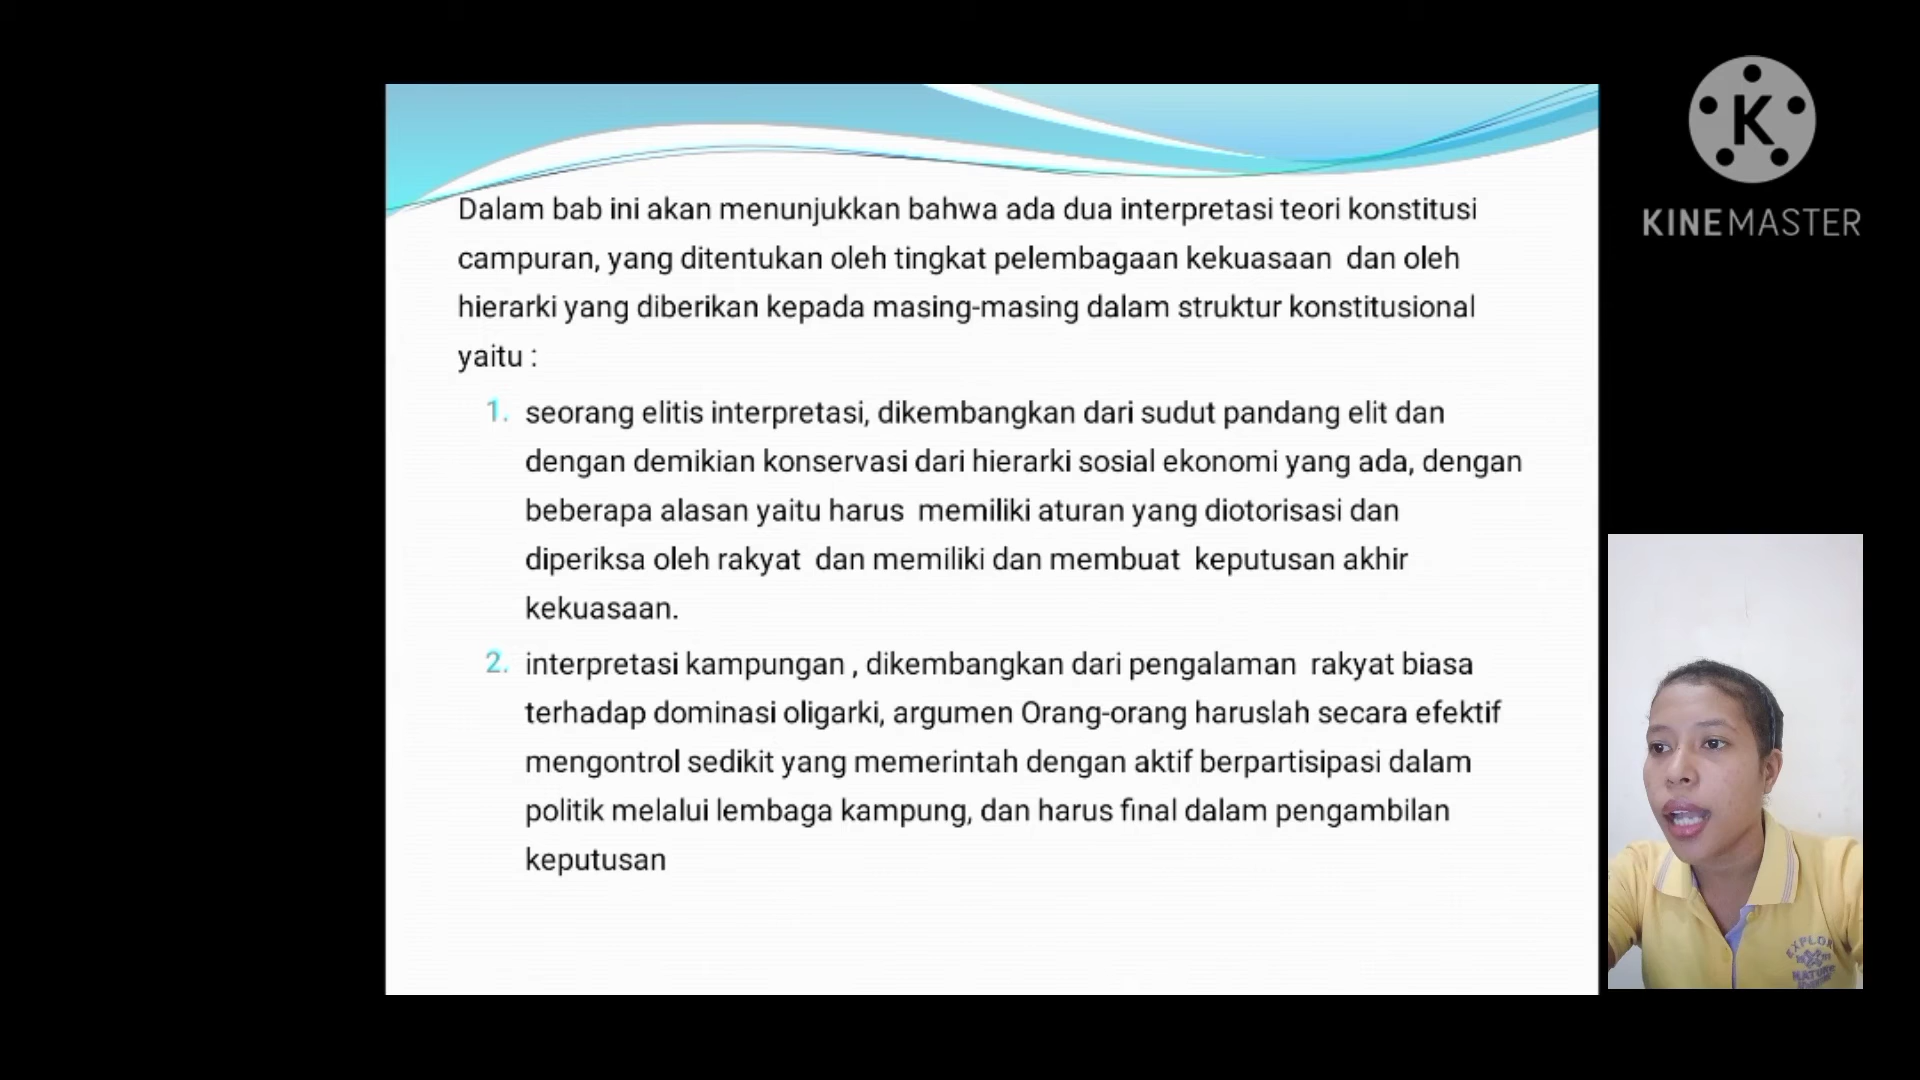 Dalam bab ini akan menunjukkan bahwa ada dua interpretasi teori konstitusi
campuran, yang ditentukan oleh tingkat pelembagaan kekuasaan dan oleh
hierarki yang diberikan kepada masing-masing dalam struktur konstitusional
yaitu :
1. seorang elitis interpretasi, dikembangkan dari sudut pandang elit dan
dengan demikian konservasi dari hierarki sosial ekonomi yang ada, dengan
beberapa alasan yaitu harus memiliki aturan yang diotorisasi dan
diperiksa oleh rakyat dan memiliki dan membuat keputusan akhir
kekuasaan.
2. interpretasi kampungan , dikembangkan dari pengalaman rakyat biasa
terhadap dominasi oligarki, argumen Orang-orang haruslah secara efektif
mengontrol sedikit yang memerintah dengan aktif berpartisipasi dalam
politik melalui lembaga kampung, dan harus final dalam pengambilan
keputusan
K
KINEMASTER
EXPLOR
NATURE